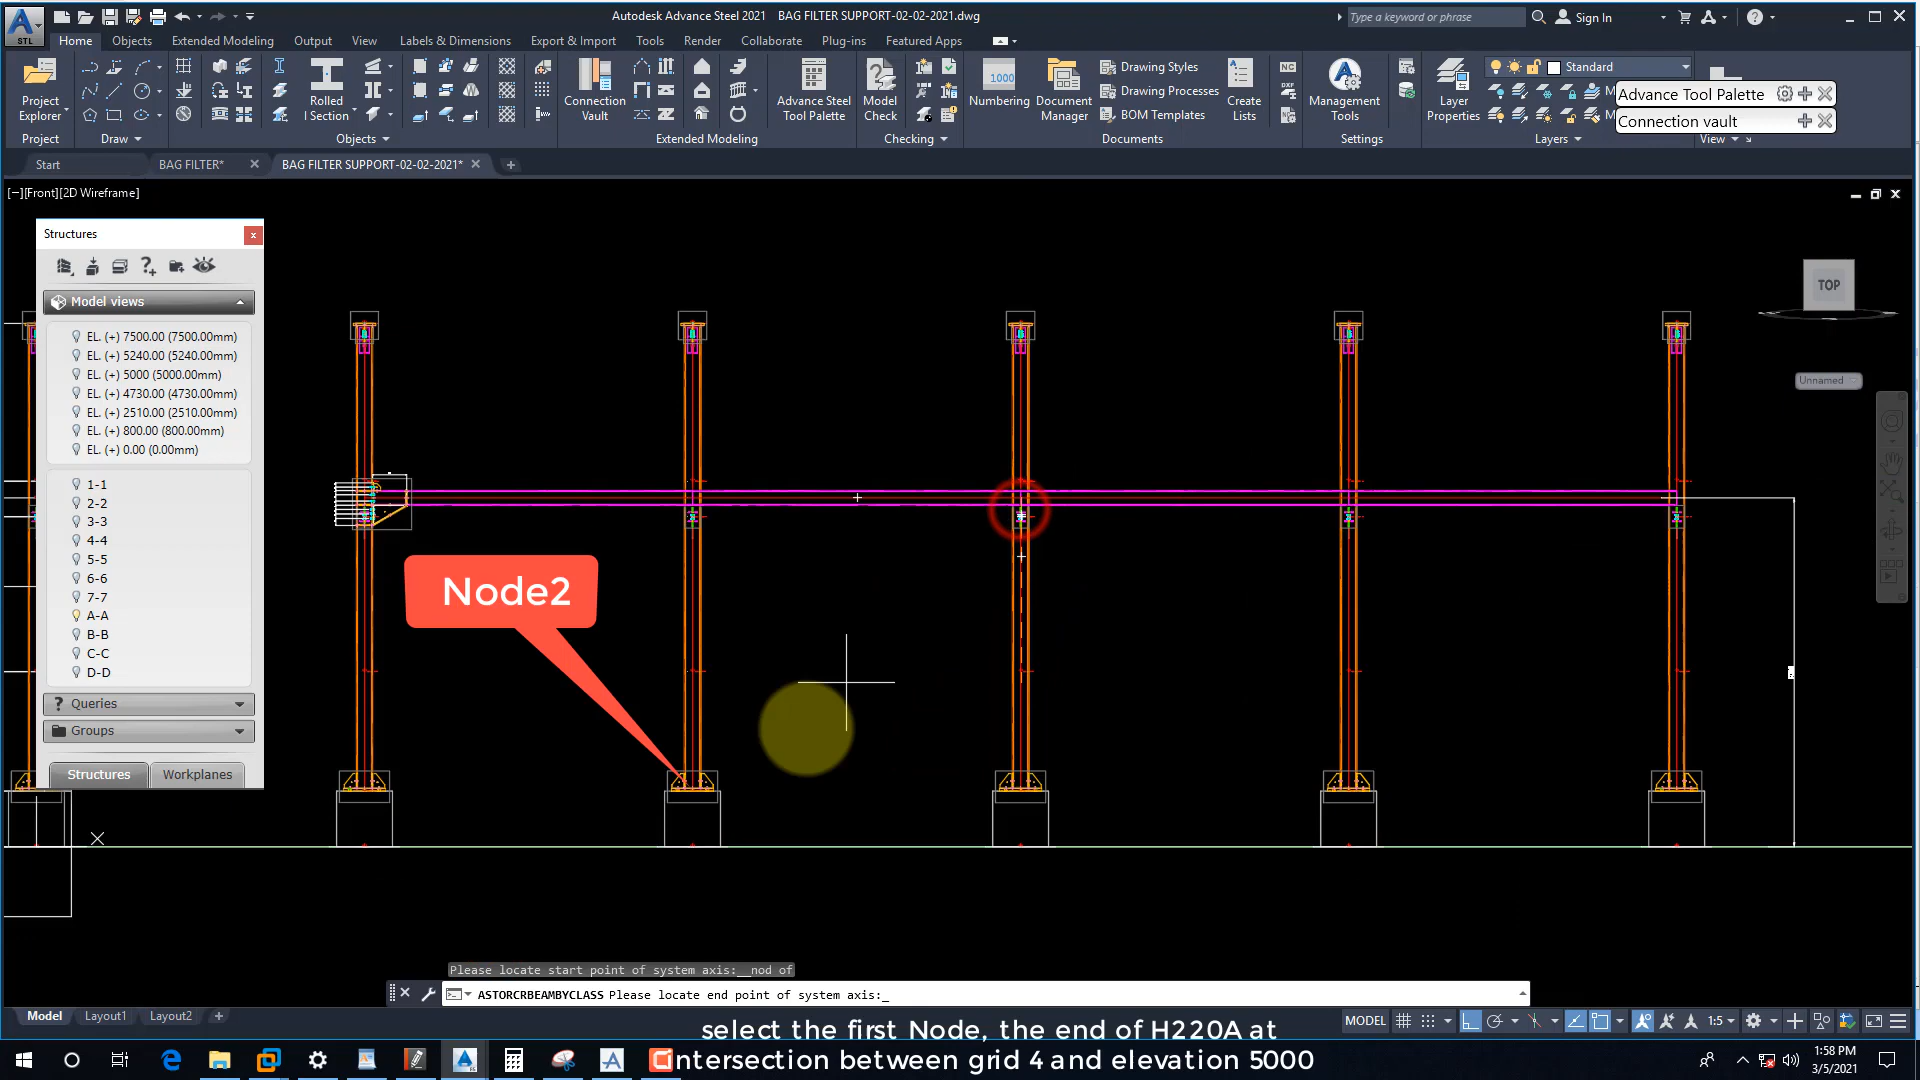 STL
Autodesk Advance Steel 2021 BAG FILTER SUPPORT-02-02-2021.dwg
Type a keyword or phrase
Sign In
Home Objects Extended Modeling Output View Labels & Dimensions Export & Import Tools Render Collaborate Plug-ins Featured Apps
Project Explorer
Rolled I Section
Connection Vault
Advance Steel Tool Palette
Model Check
1000
Numbering
Document Manager
Drawing Styles
Drawing Processes
BOM Templates
Create Lists
NC
Management Tools
Layer Properties
Standard
Advance Tool Palette
Connection vault
Project Draw Objects Extended Modeling Checking Documents Settings Layers View
Start BAG FILTER* BAG FILTER SUPPORT-02-02-2021*
[−][Front][2D Wireframe]
Structures
Model views
EL. (+) 7500.00 (7500.00mm)
EL. (+) 5240.00 (5240.00mm)
EL. (+) 5000 (5000.00mm)
EL. (+) 4730.00 (4730.00mm)
EL. (+) 2510.00 (2510.00mm)
EL. (+) 800.00 (800.00mm)
EL. (+) 0.00 (0.00mm)
1-1
2-2
3-3
4-4
5-5
6-6
7-7
A-A
B-B
C-C
D-D
Queries
Groups
Structures Workplanes
TOP
Unnamed
Node2
Please locate start point of system axis:__nod of
ASTORCRBEAMBYCLASS Please locate end point of system axis:
Model Layout1 Layout2
MODEL
1:5
select the first Node, the end of H220A at
intersection between grid 4 and elevation 5000
1:58 PM
3/5/2021